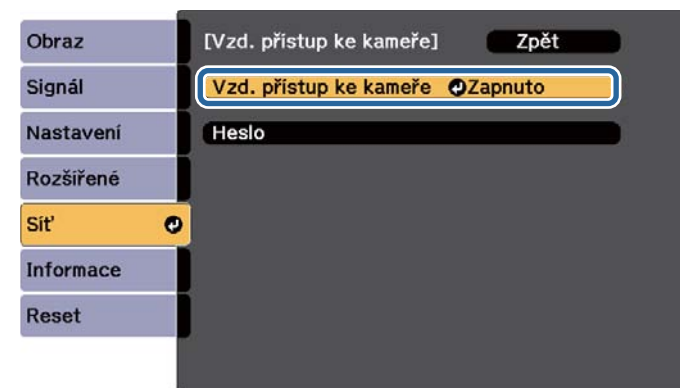 Obraz
Signál
Nastavení
Rozšířené
Síť
Informace
Reset
[Vzd. přístup ke kameře] Zpět
Vzd. přístup ke kameře Zapnuto
Heslo